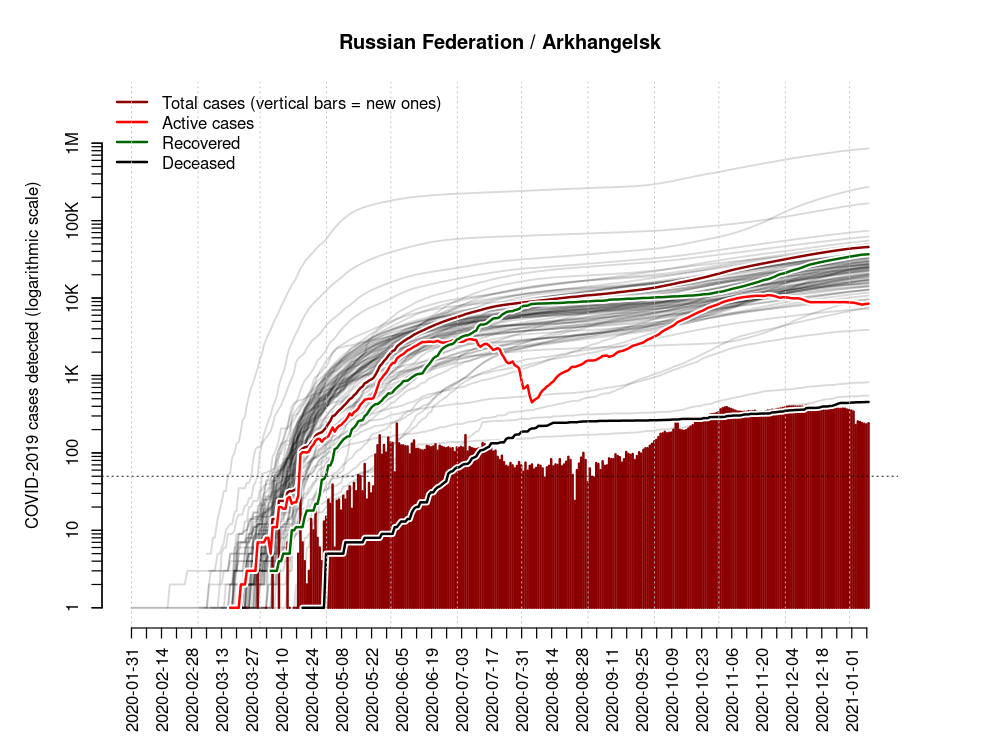 Russian Federation / Arkhangelsk
Total cases (vertical bars = new ones)
Active cases
Recovered
Deceased
COVID-2019 cases detected (logarithmic scale)
1M
100K
10K
1K
100
10
1
2020-01-31
2020-02-14
2020-02-28
2020-03-13
2020-03-27
2020-04-10
2020-04-24
2020-05-08
2020-05-22
2020-06-05
2020-06-19
2020-07-03
2020-07-17
2020-07-31
2020-08-14
2020-08-28
2020-09-11
2020-09-25
2020-10-09
2020-10-23
2020-11-06
2020-11-20
2020-12-04
2020-12-18
2021-01-01